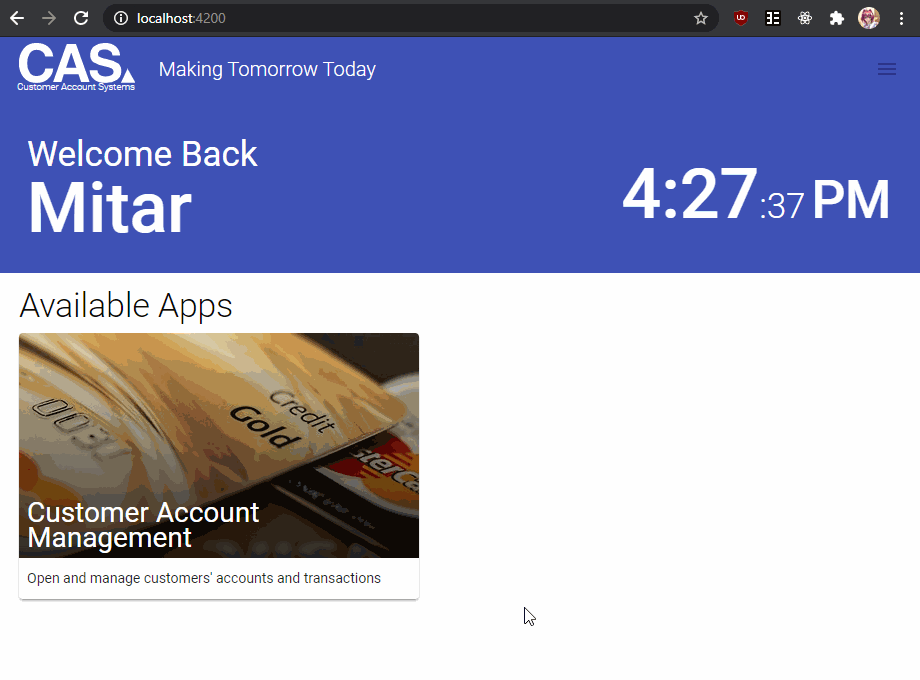 localhost:4200
CAS
Customer Account Systems
Making Tomorrow Today
Welcome Back
Mitar
4:27:37 PM
Available Apps
Credit
Gold
sterCa
Customer Account
Management
Open and manage customers' accounts and transactions